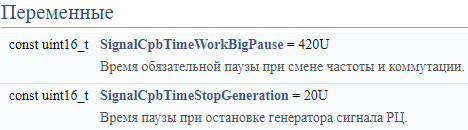 Переменные
const uint16_t SignalCpbTimeWorkBigPause = 420U
Время обязательной паузы при смене частоты и коммутации.
const uint16_t SignalCpbTimeStopGeneration = 20U
Время паузы при остановке генератора сигнала РЦ.